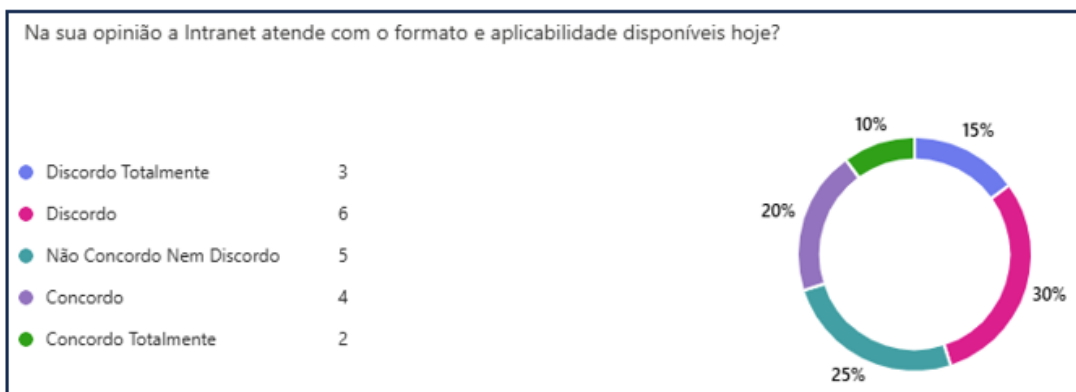 Na sua opinião a Intranet atende com o formato e aplicabilidade disponíveis hoje?
Discordo Totalmente 3
Discordo 6
Não Concordo Nem Discordo 5
Concordo 4
Concordo Totalmente 2
10%
15%
20%
30%
25%